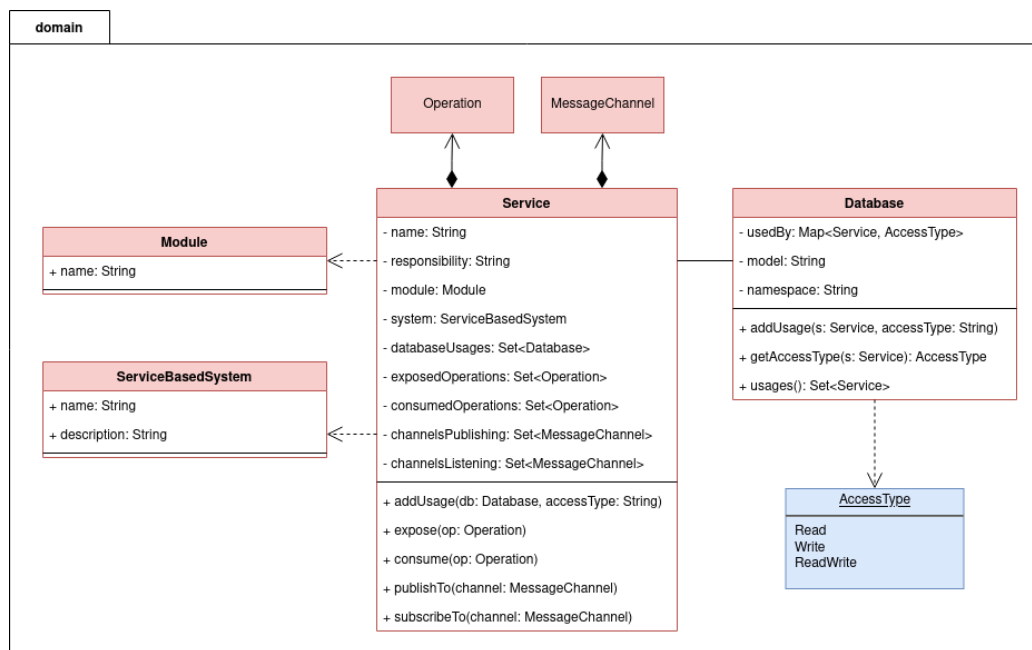 domain
Operation
MessageChannel
Service
- name: String
- responsibility: String
- module: Module
- system: ServiceBasedSystem
- databaseUsages: Set<Database>
- exposedOperations: Set<Operation>
- consumedOperations: Set<Operation>
- channelsPublishing: Set<MessageChannel>
- channelsListening: Set<MessageChannel>
+ addUsage(db: Database, accessType: String)
+ expose(op: Operation)
+ consume(op: Operation)
+ publishTo(channel: MessageChannel)
+ subscribeTo(channel: MessageChannel)
Module
+ name: String
ServiceBasedSystem
+ name: String
+ description: String
Database
- usedBy: Map<Service, AccessType>
- model: String
- namespace: String
+ addUsage(s: Service, accessType: String)
+ getAccessType(s: Service): AccessType
+ usages(): Set<Service>
AccessType
Read
Write
ReadWrite